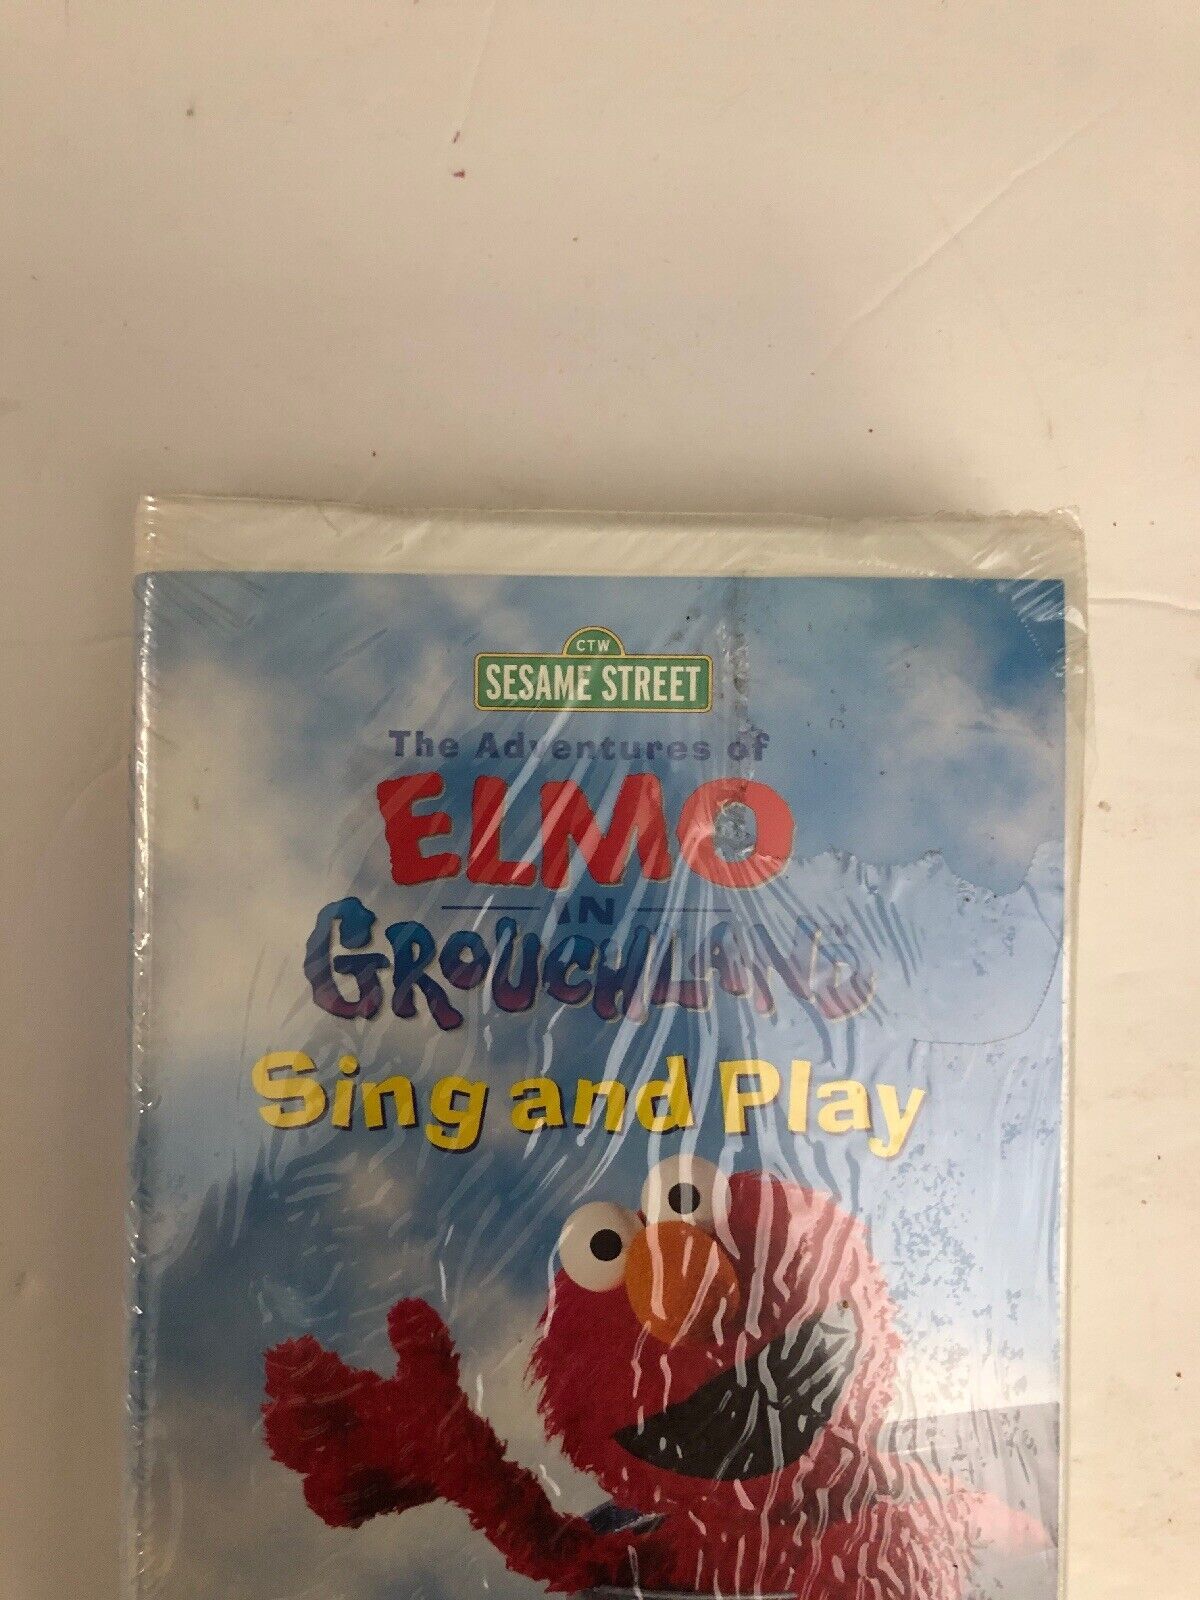 CTW
SESAME STREET
The Adventures of
ELMO
IN
GROUCHLAND
Sing and Play